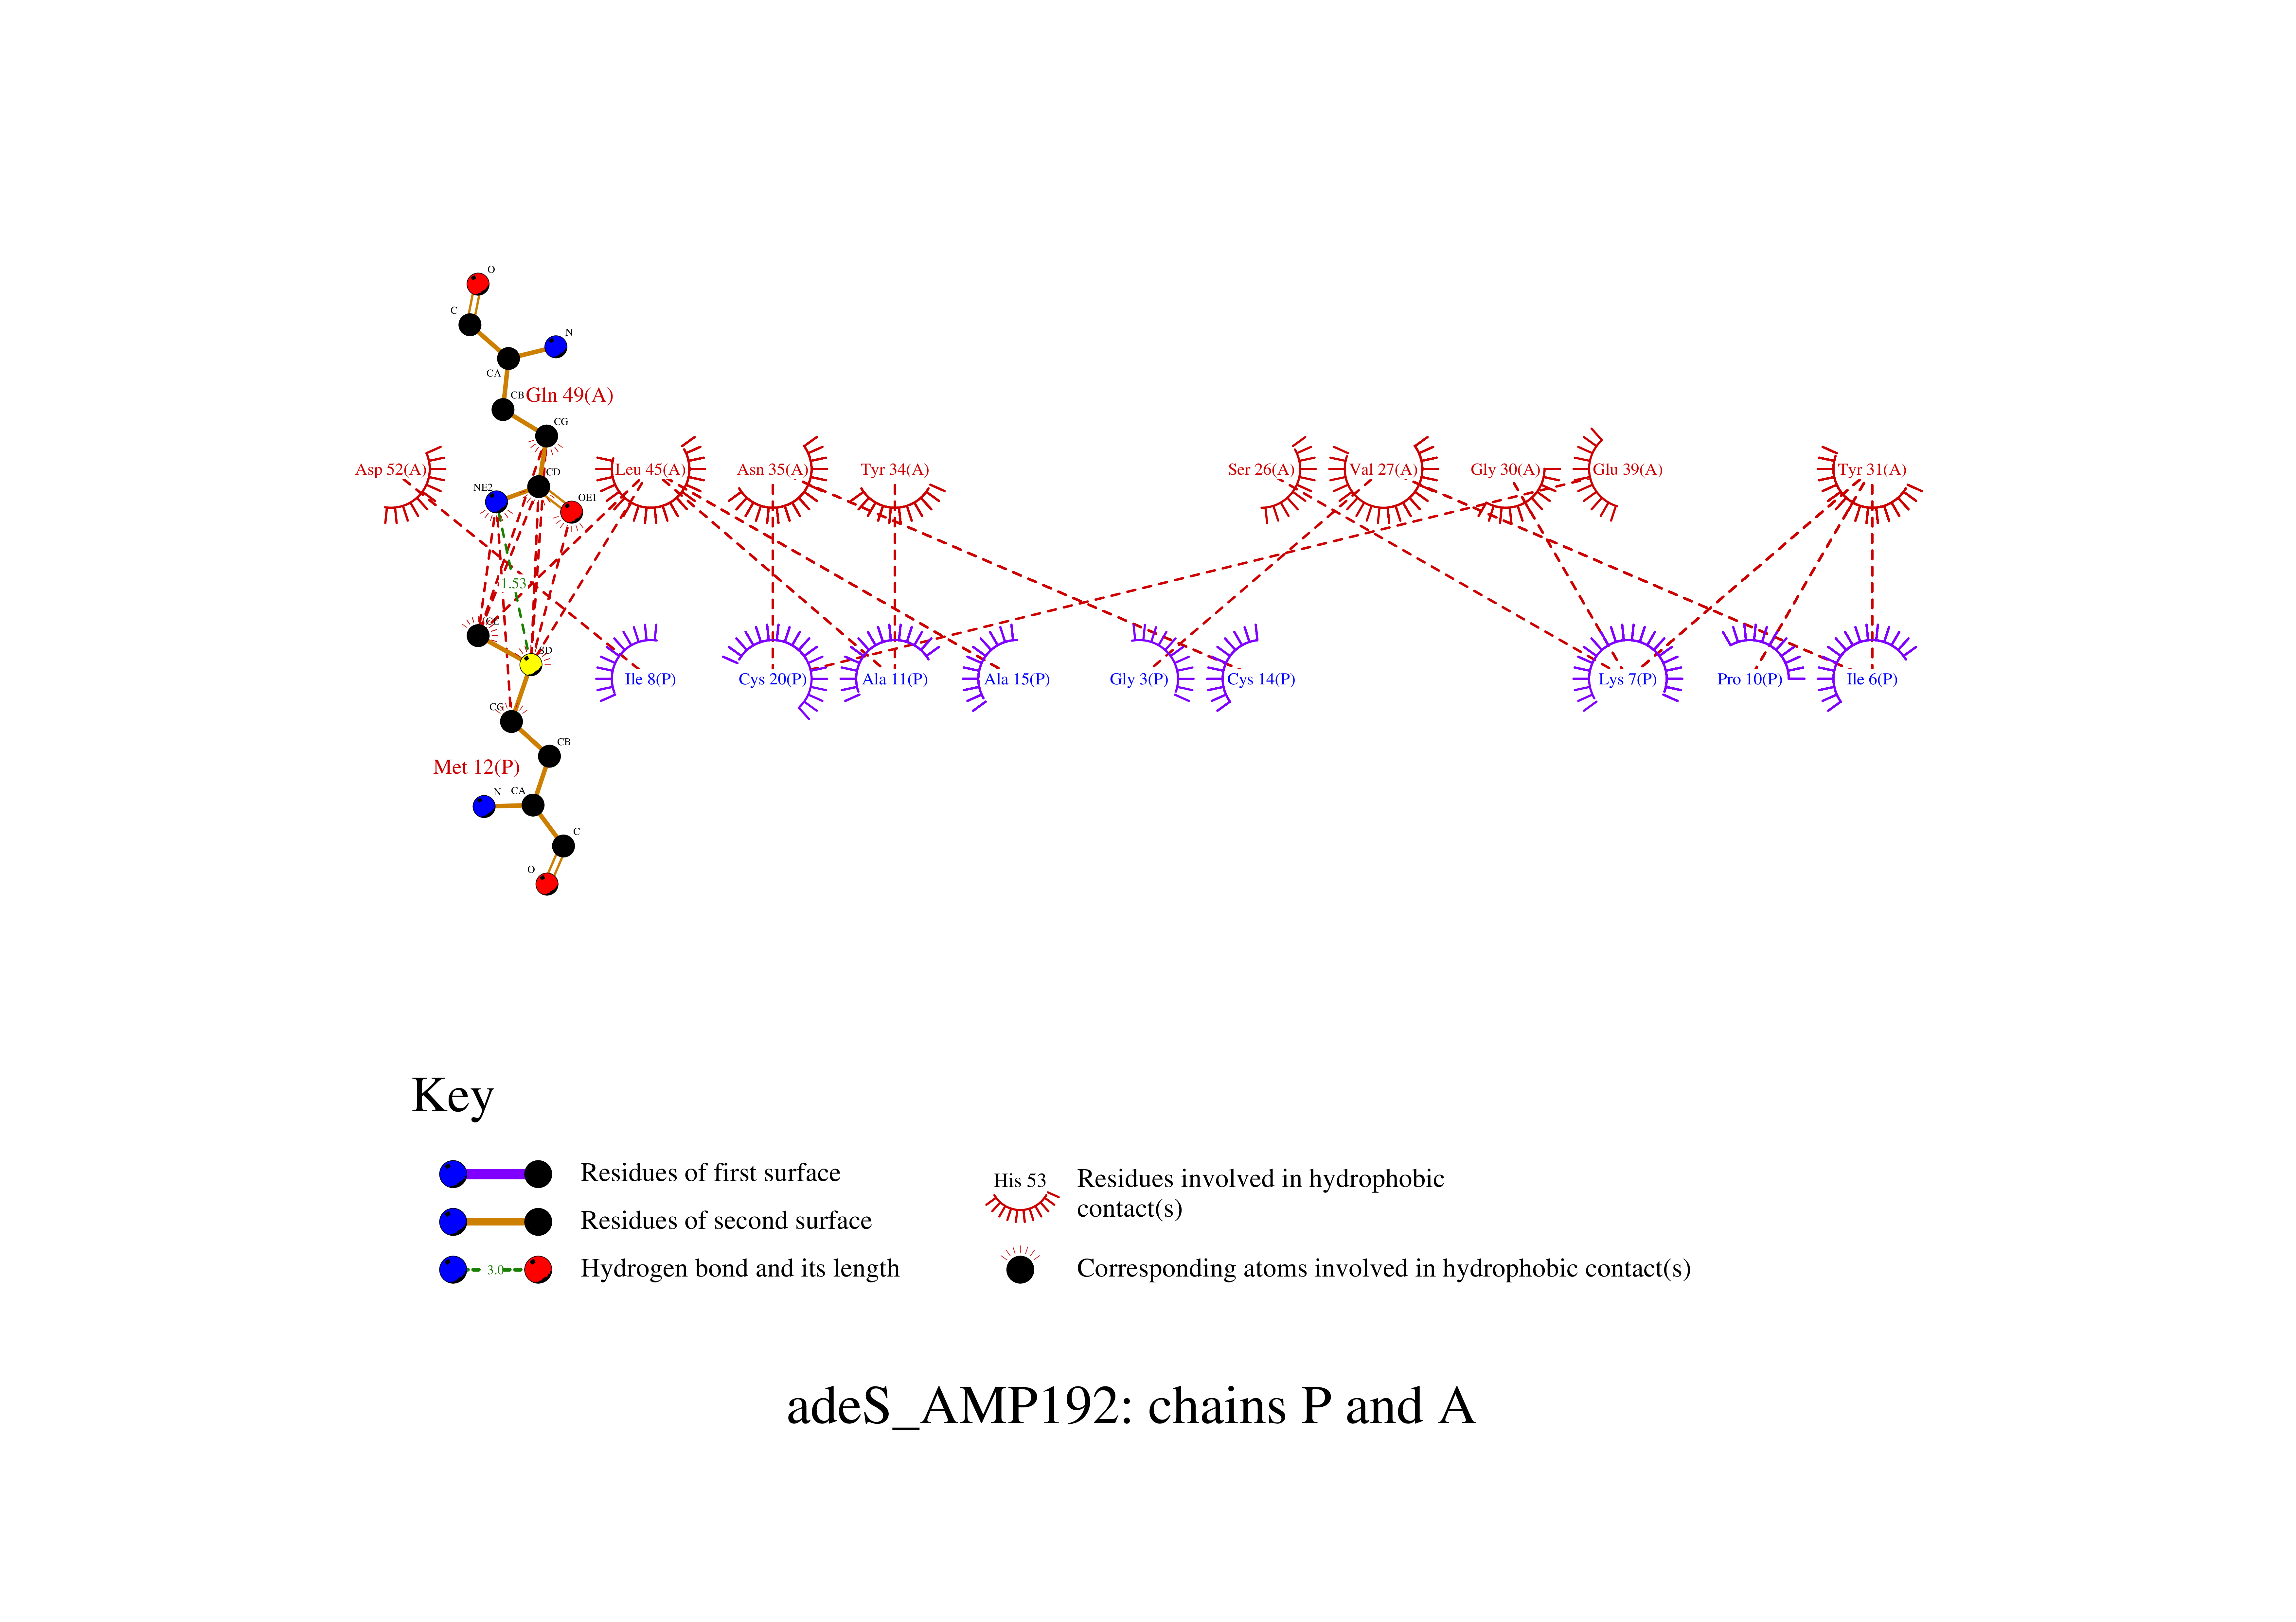 O
C
N
CA
CB
Gln 49(A)
CG
Asp 52(A)
Leu 45(A)
Asn 35(A)
Tyr 34(A)
Ser 26(A)
Val 27(A)
Gly 30(A)
Glu 39(A)
Tyr 31(A)
CD
NE2
OE1
1.53
CE
SD
Ile 8(P)
Cys 20(P)
Ala 11(P)
Ala 15(P)
Gly 3(P)
Cys 14(P)
Lys 7(P)
Pro 10(P)
Ile 6(P)
CG
CB
Met 12(P)
N
CA
C
O
Key
Residues of first surface
Residues of second surface
3.0
Hydrogen bond and its length
His 53
Residues involved in hydrophobic
contact(s)
Corresponding atoms involved in hydrophobic contact(s)
adeS_AMP192: chains P and A